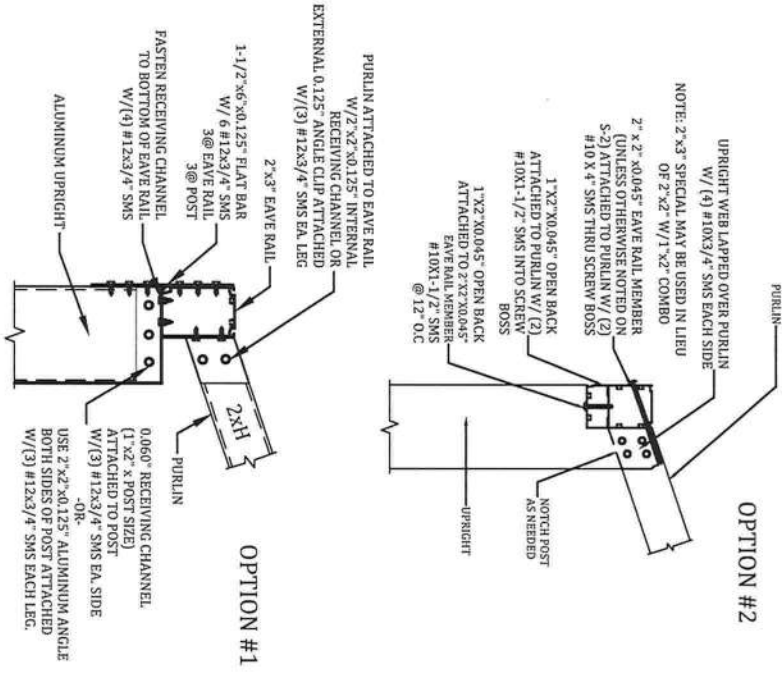 PURLIN
UPRIGHT WEB LAPPED OVER PURLIN
W/ (4) #10X3/4" SMS EACH SIDE
NOTE: 2"x3" SPECIAL MAY BE USED IN LIEU
OF 2"x2" W/1"x2" COMBO
2" x 2" x0.045" EAVE RAIL MEMBER
(UNLESS OTHERWISE NOTED ON
S-2) ATTACHED TO PURLIN W/ (2)
#10 X 4" SMS THRU SCREW BOSS
1"X2"X0.045" OPEN BACK
ATTACHED TO PURLIN W/ (2)
#10X1-1/2" SMS INTO SCREW
BOSS
1"X2"X0.045" OPEN BACK
ATTACHED TO 2"X2"X0.045"
EAVE RAIL MEMBER
#10X1-1/2" SMS
@ 12" O.C
NOTCH POST
AS NEEDED
UPRIGHT
OPTION #2
PURLIN ATTACHED TO EAVE RAIL
W/2"x2"x0.125" INTERNAL
RECEIVING CHANNEL OR
EXTERNAL 0.125" ANGLE CLIP ATTACHED
W/(3) #12x3/4" SMS EA. LEG
2"x3" EAVE RAIL
1-1/2"x6"x0.125" FLAT BAR
W/ 6 #12x3/4" SMS
3@ EAVE RAIL
3@ POST
FASTEN RECEIVING CHANNEL
TO BOTTOM OF EAVE RAIL
W/(4) #12x3/4" SMS
ALUMINUM UPRIGHT
2xH
PURLIN
0.060" RECEIVING CHANNEL
(1"x2" x POST SIZE)
ATTACHED TO POST
W/(3) #12x3/4" SMS EA. SIDE
-OR-
USE 2"x2"x0.125" ALUMINUM ANGLE
BOTH SIDES OF POST ATTACHED
W/(3) #12x3/4" SMS EACH LEG.
OPTION #1